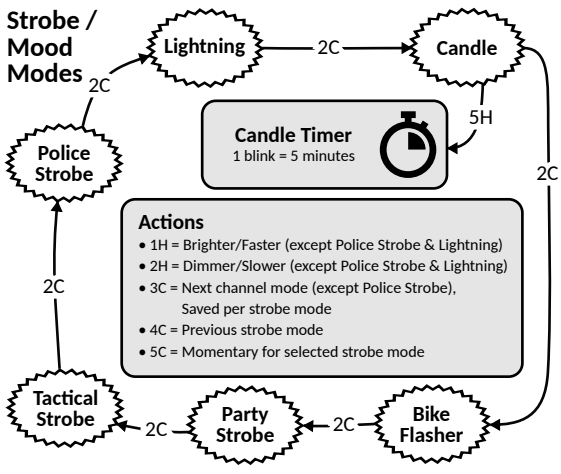 Strobe /
Mood
Modes
Lightning
2C
Candle
2C
5H
Candle Timer
1 blink = 5 minutes
Police
Strobe
2C
Actions
• 1H = Brighter/Faster (except Police Strobe & Lightning)
• 2H = Dimmer/Slower (except Police Strobe & Lightning)
• 3C = Next channel mode (except Police Strobe),
Saved per strobe mode
• 4C = Previous strobe mode
• 5C = Momentary for selected strobe mode
2C
Tactical
Strobe
2C
Party
Strobe
2C
Bike
Flasher